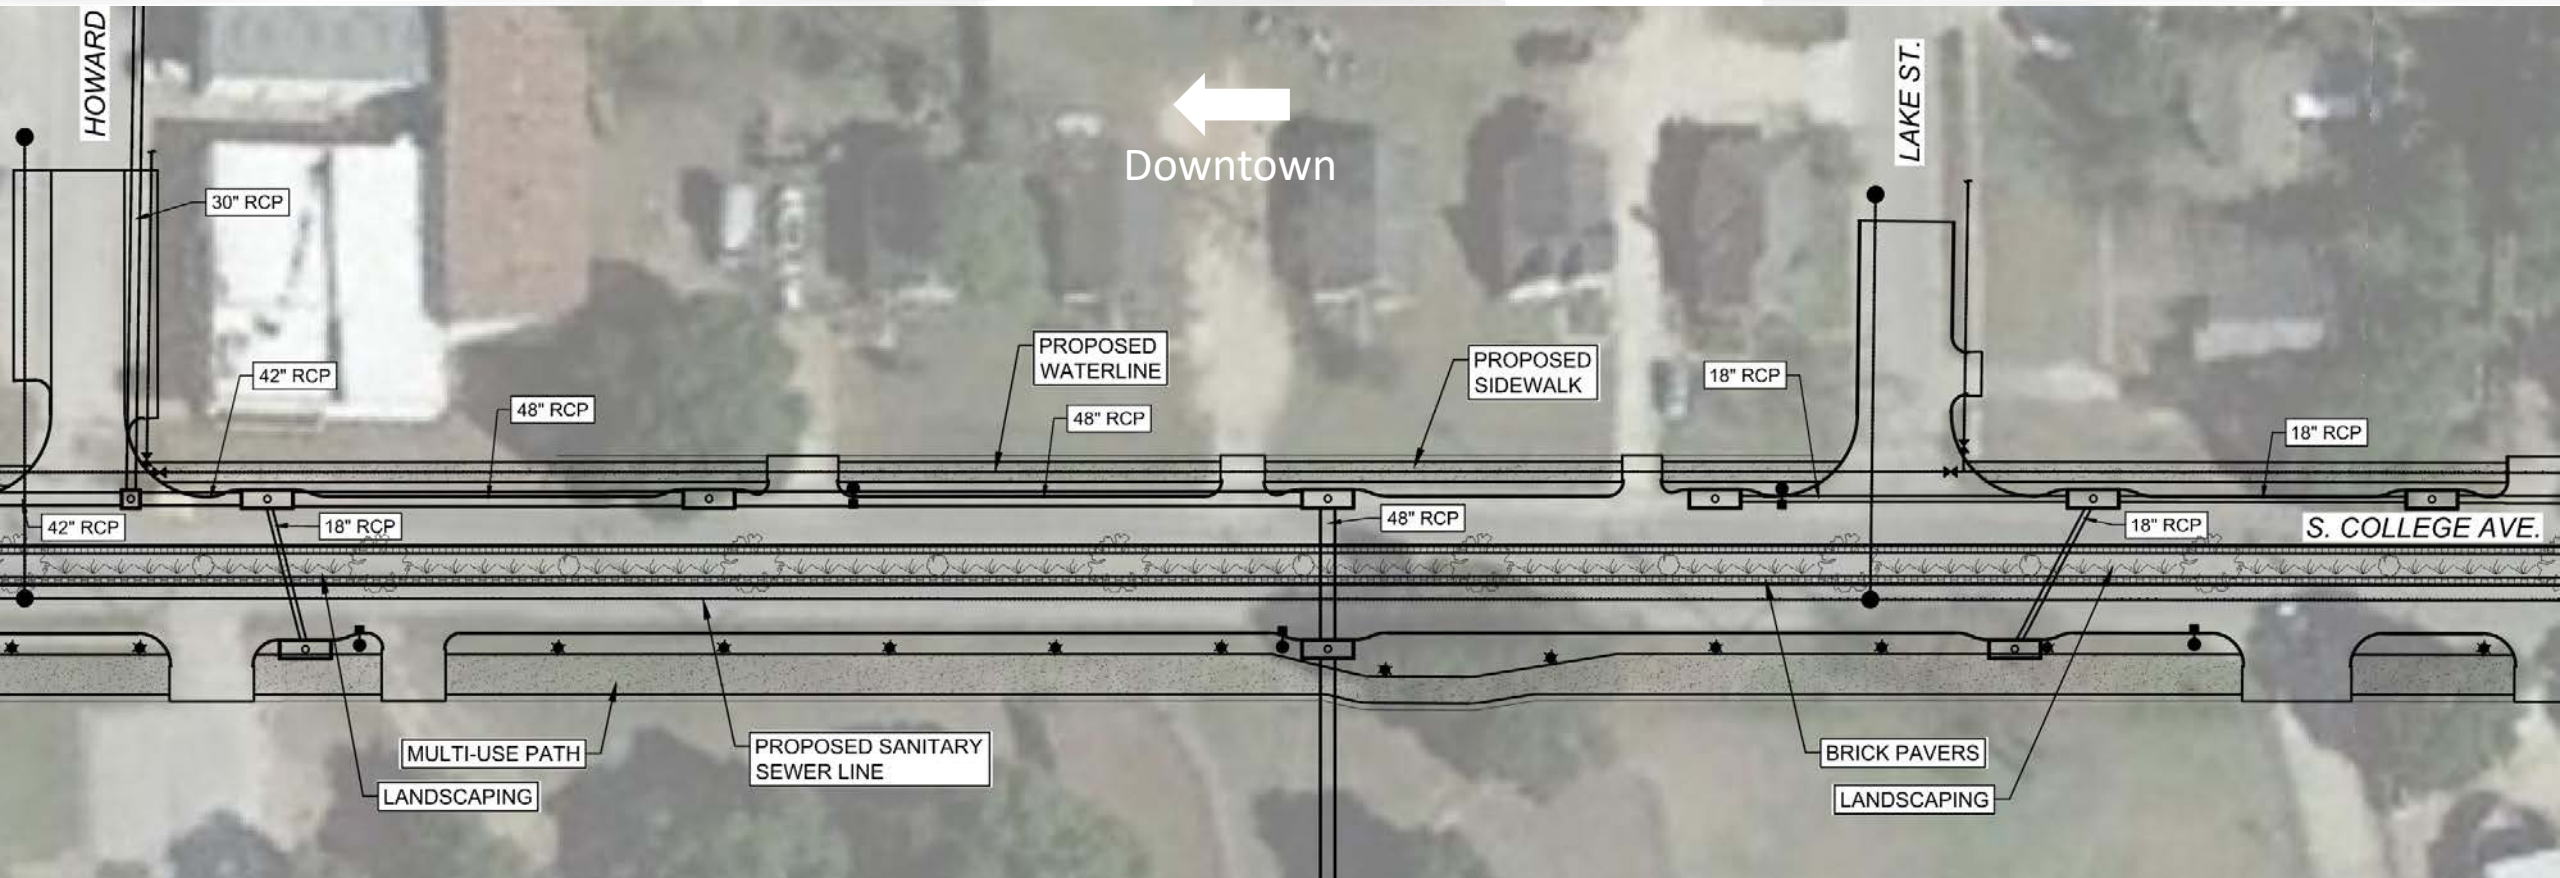 HOWARD
LAKE ST.
Downtown
30" RCP
42" RCP
48" RCP
PROPOSED
WATERLINE
48" RCP
PROPOSED
SIDEWALK
18" RCP
18" RCP
42" RCP
18" RCP
48" RCP
18" RCP
S. COLLEGE AVE.
MULTI-USE PATH
LANDSCAPING
PROPOSED SANITARY
SEWER LINE
BRICK PAVERS
LANDSCAPING